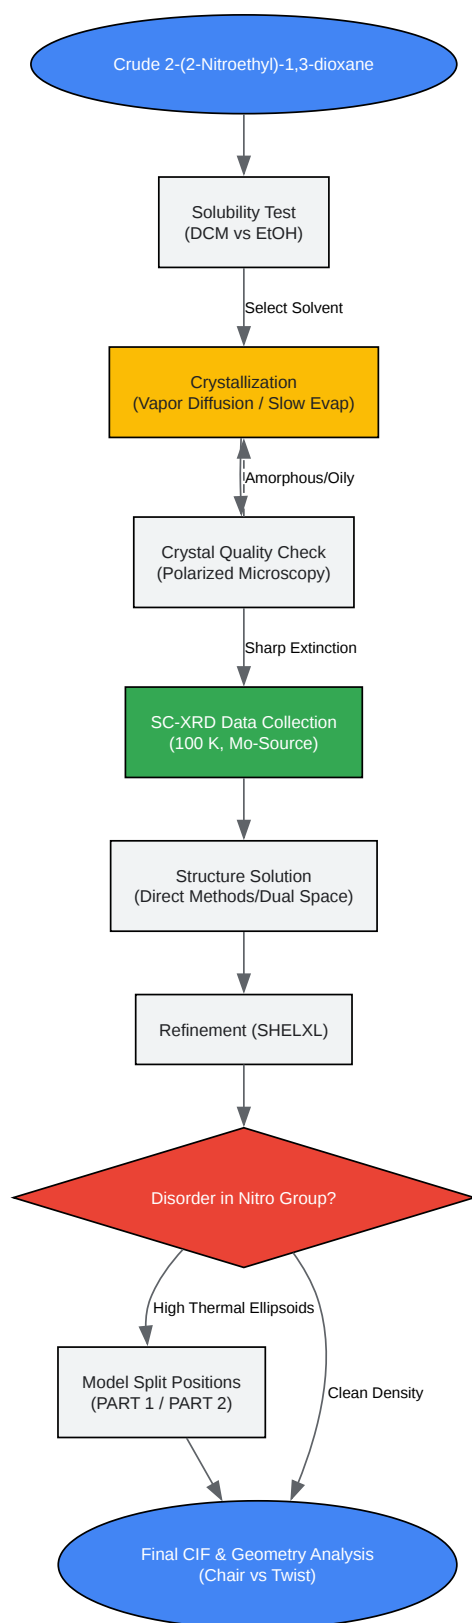 Crude 2-(2-Nitroethyl)-1,3-dioxane
Solubility Test
(DCM vs EtOH)
Select Solvent
Crystallization
(Vapor Diffusion / Slow Evap)
Amorphous/Oily
Crystal Quality Check
(Polarized Microscopy)
Sharp Extinction
SC-XRD Data Collection
(100 K, Mo-Source)
Structure Solution
(Direct Methods/Dual Space)
Refinement (SHELXL)
Disorder in Nitro Group?
High Thermal Ellipsoids
Model Split Positions
(PART 1 / PART 2)
Clean Density
Final CIF & Geometry Analysis
(Chair vs Twist)